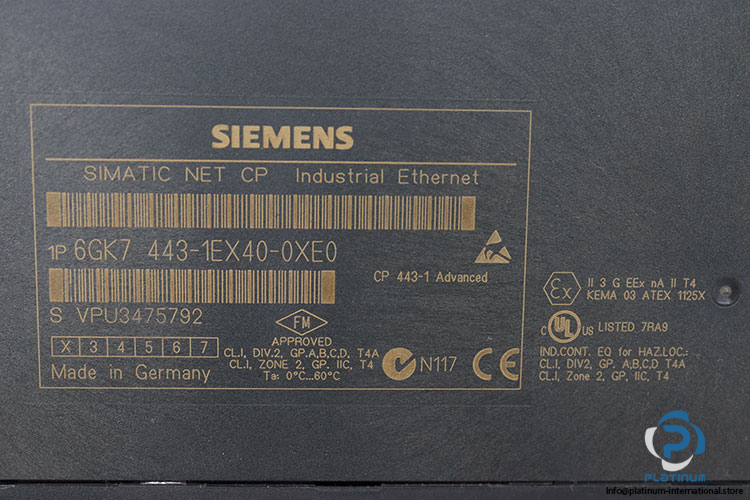 SIEMENS
SIMATIC NET CP Industrial Ethernet
1P 6GK7 443-1EX40-0XE0
CP 443-1 Advanced
S VPU3475792
X 3 4 5 6 7
Made in Germany
FM
APPROVED
CL.I, DIV.2, GP.A,B,C,D, T4A
CL.I, ZONE 2, GP. IIC, T4
Ta: 0°C...60°C
N117
CE
Ex
II 3 G EEx nA II T4
KEMA 03 ATEX 1125X
C UL US LISTED 7RA9
IND.CONT. EQ for HAZ.LOC.:
CL.I, DIV2, GP. A,B,C,D T4A
CL.I, Zone 2, GP, IIC, T4
PLATINUM
Info@platinum-international.store